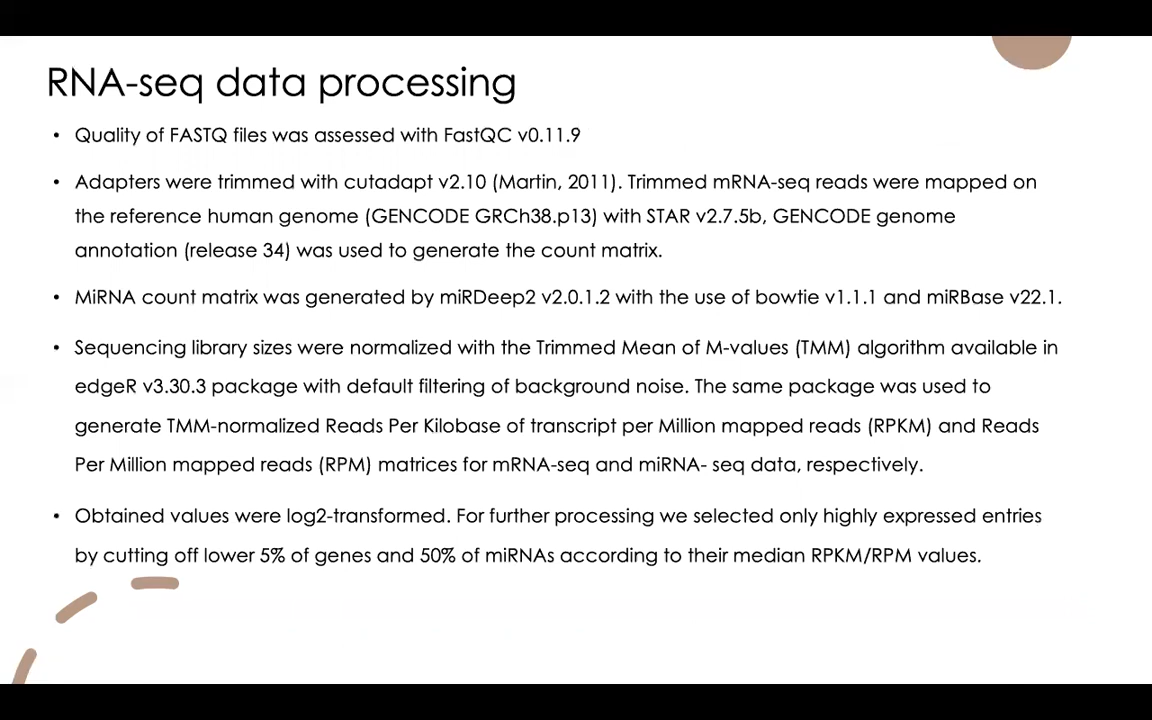 RNA-seq data processing
• Quality of FASTQ files was assessed with FastQC v0.11.9
• Adapters were trimmed with cutadapt v2.10 (Martin, 2011). Trimmed mRNA-seq reads were mapped on
the reference human genome (GENCODE GRCh38.p13) with STAR v2.7.5b, GENCODE genome
annotation (release 34) was used to generate the count matrix.
• MiRNA count matrix was generated by miRDeep2 v2.0.1.2 with the use of bowtie v1.1.1 and miRBase v22.1.
• Sequencing library sizes were normalized with the Trimmed Mean of M-values (TMM) algorithm available in
edgeR v3.30.3 package with default filtering of background noise. The same package was used to
generate TMM-normalized Reads Per Kilobase of transcript per Million mapped reads (RPKM) and Reads
Per Million mapped reads (RPM) matrices for mRNA-seq and miRNA- seq data, respectively.
• Obtained values were log2-transformed. For further processing we selected only highly expressed entries
by cutting off lower 5% of genes and 50% of miRNAs according to their median RPKM/RPM values.